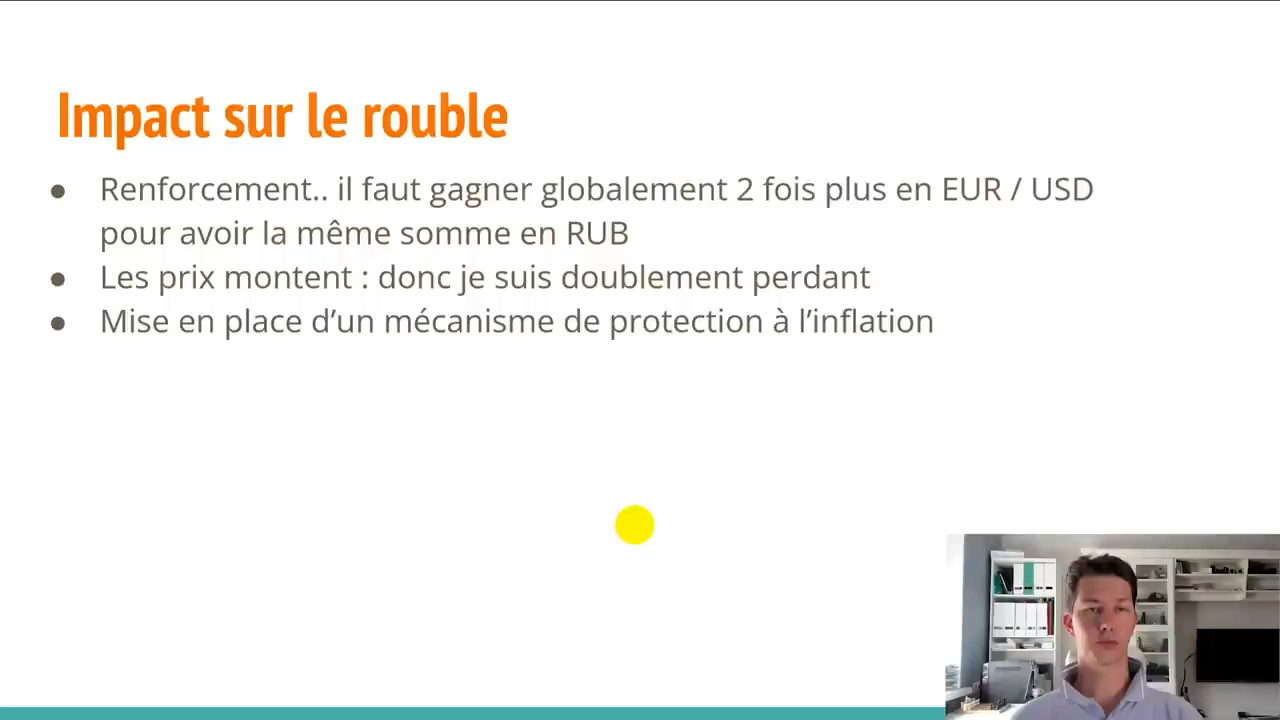 Impact sur le rouble
● Renforcement.. il faut gagner globalement 2 fois plus en EUR / USD
pour avoir la même somme en RUB
● Les prix montent : donc je suis doublement perdant
● Mise en place d’un mécanisme de protection à l’inflation